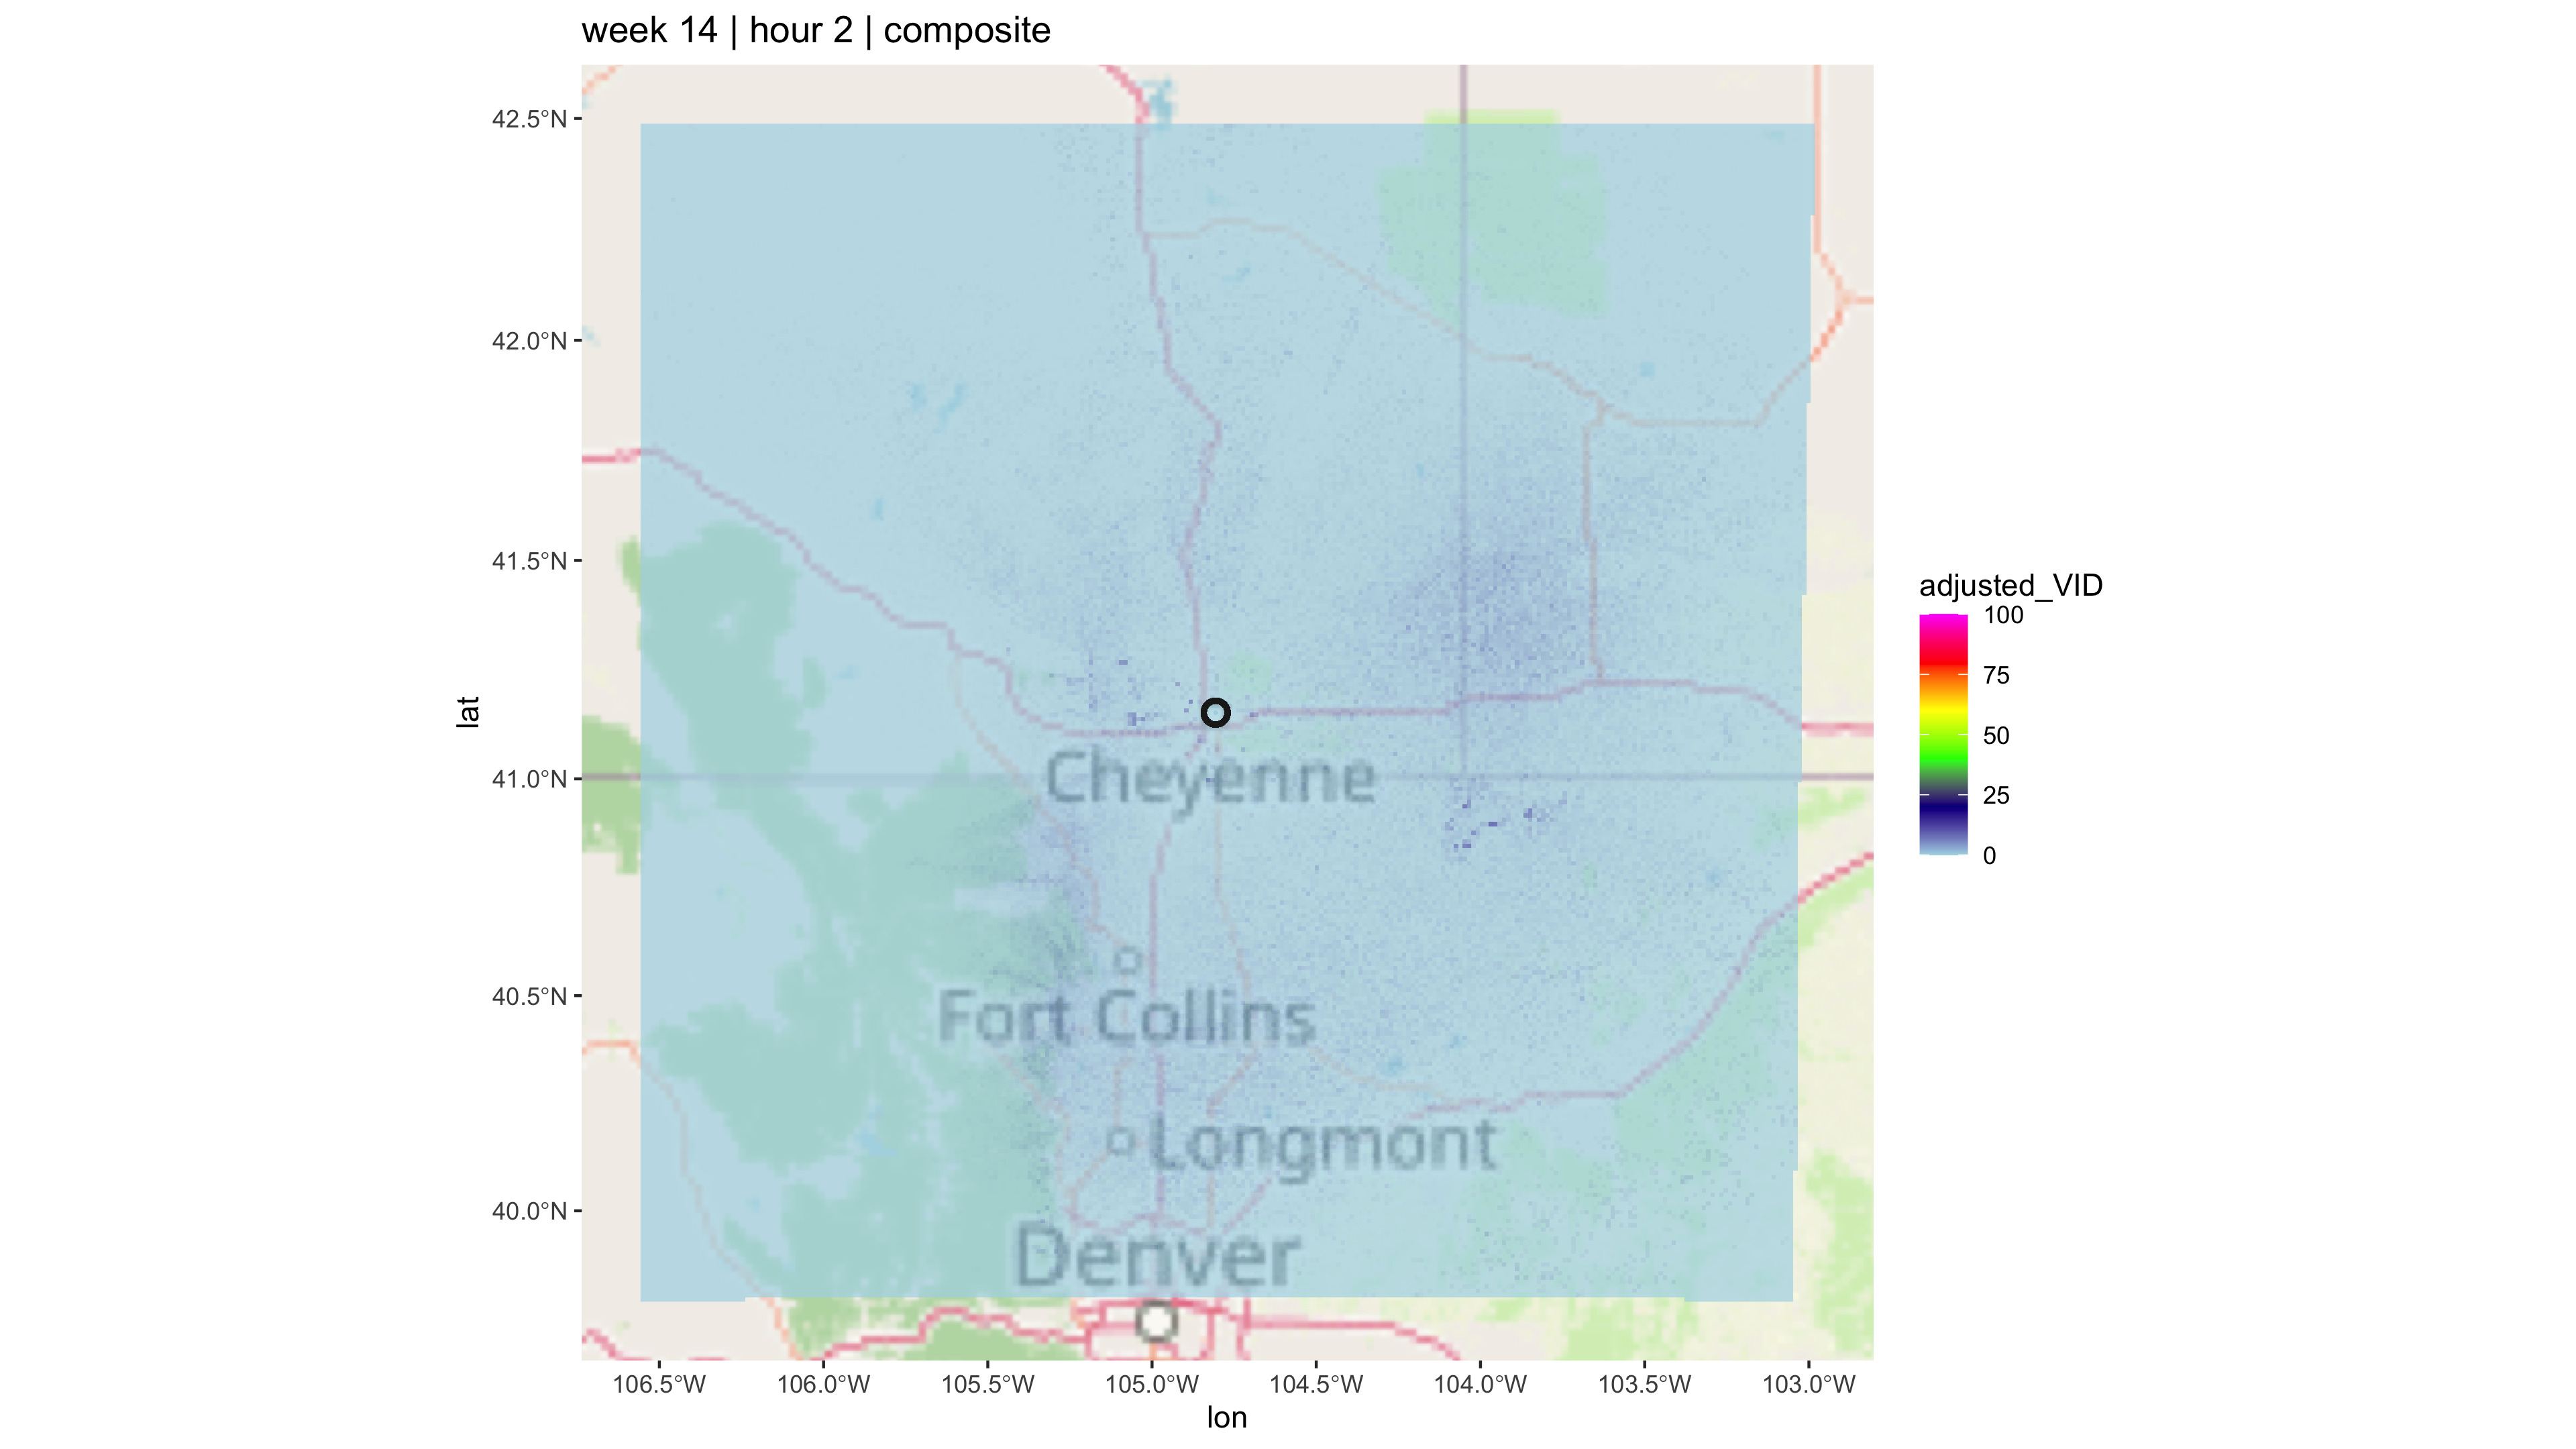 week 14 | hour 2 | composite
42.5°N
42.0°N
41.5°N
41.0°N
40.5°N
40.0°N
lat
Cheyenne
Fort Collins
Longmont
Denver
106.5°W 106.0°W 105.5°W 105.0°W 104.5°W 104.0°W 103.5°W 103.0°W
lon
adjusted_VID
100
75
50
25
0